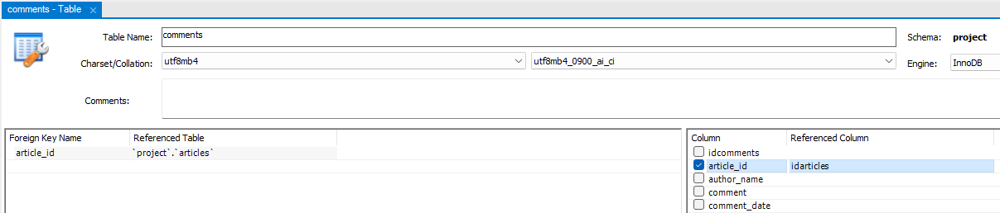 comments - Table ×
Table Name: comments Schema: project
Charset/Collation: utf8mb4 utf8mb4_0900_ai_ci Engine: InnoDB
Comments:
Foreign Key Name Referenced Table
article_id `project`.`articles`
Column Referenced Column
idcomments
article_id idarticles
author_name
comment
comment_date